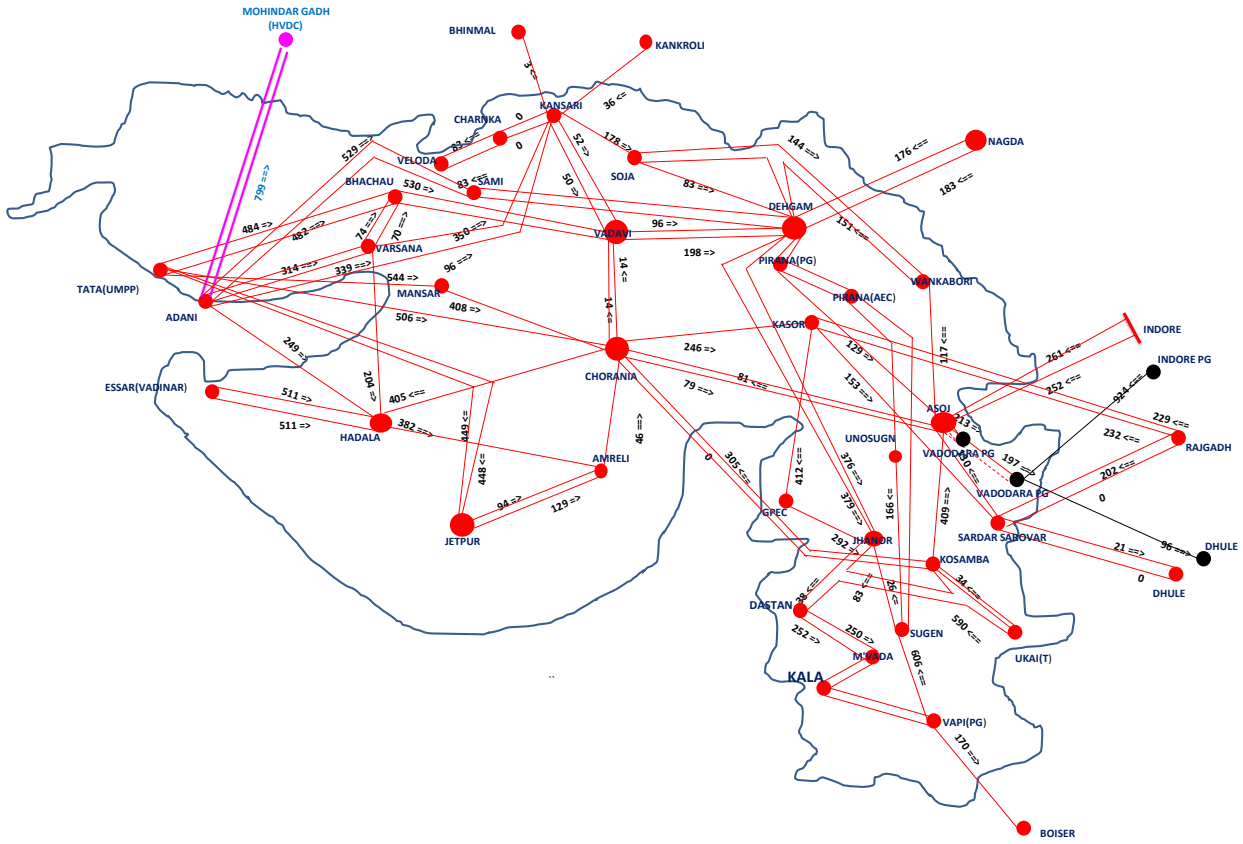 MOHINDAR GADH
(HVDC)
BHINMAL
KANKROLI
3 <=
36 <=
KANSARI
CHARNKA
0
0
83 <==
52 =>
178 ==>
144 ==>
176 <==
NAGDA
529 ==>
VELODA
SOJA
183 <==
799 ==>
BHACHAU
530 =>
83 <==
SAMI
50 =>
83 ==>
DEHGAM
484 ==>
482 ==>
74 ==>
70 ==>
350 ==>
VADAVI
96 ==>
151 <==
VARSANA
198 ==>
314 ==>
339 ==>
96 ==>
14 <=
PIRANA(PG)
WANKABORI
TATA(UMPP)
544 =>
MANSAR
PIRANA(AEC)
ADANI
408 =>
506 =>
14 <=
KASOR
INDORE
249 =>
246 =>
129 =>
117 <==
261 <==
INDORE PG
204 =>
CHORANIA
79 ==>
81 <==
153 ==>
252 <==
924 <==
ESSAR(VADINAR)
511 =>
405 <==
ASOJ
213 =>
229 <==
511 =>
382 ==>
HADALA
449 <=
46 <==
UNOSUGN
VADODARA PG
232 <==
RAJGADH
448 <=
AMRELI
305 <==
0
412 <==
376 ==>
197 =>
202 <==
94 =>
129 =>
379 ==>
166 <=
409 ==>
VADODARA PG
0
GPEC
JETPUR
292 =>
JHANOR
SARDAR SAROVAR
21 ==>
96 ==>
DHULE
KOSAMBA
0
DHULE
38 <==
83 <==
26 <=
34 <==
DASTAN
590 <==
252 =>
250 =>
SUGEN
M'VADA
UKAI(T)
606 <==
KALA
``
VAPI(PG)
170 ==>
BOISER